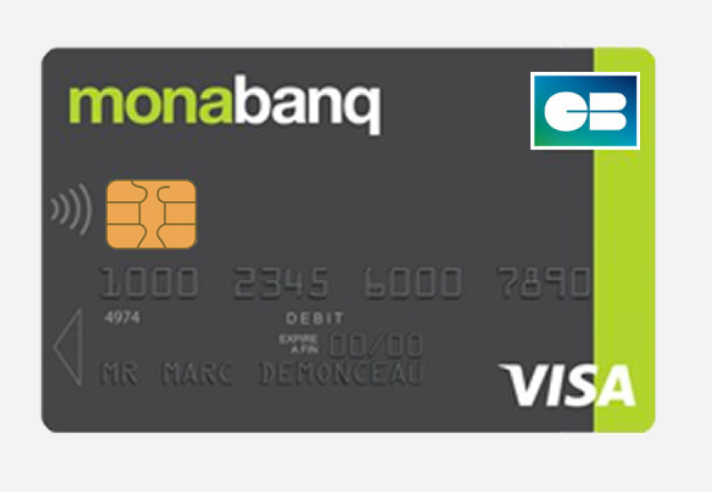 monabanq
CB
1000 2345 6000 7890
4974
DEBIT
EXPIRE
A FIN 00/00
MR MARC DEMONCEAU
VISA